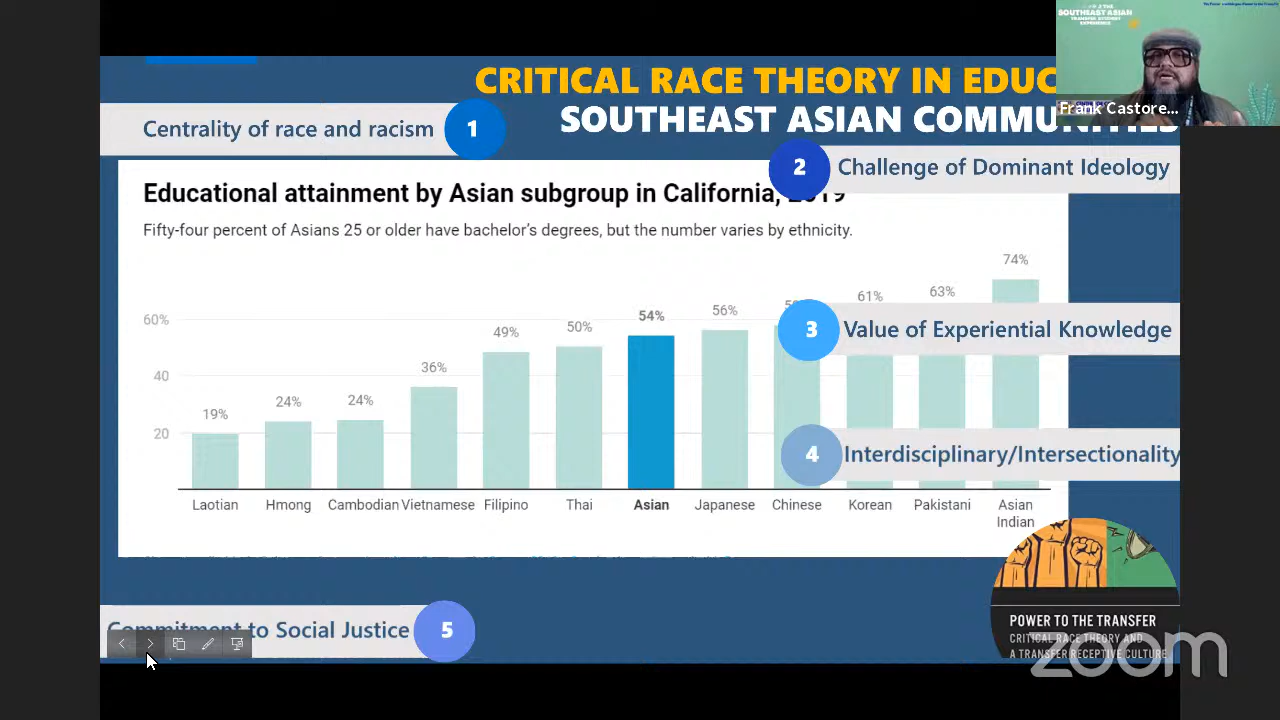 SOUTHEAST ASIAN
TRANSFER STUDENT
EXPERIENCE
CRITICAL RACE THEORY IN EDUC
SOUTHEAST ASIAN COMMUNITIES
Frank Castore...
Centrality of race and racism
1
2
Challenge of Dominant Ideology
Educational attainment by Asian subgroup in California, 2019
Fifty-four percent of Asians 25 or older have bachelor's degrees, but the number varies by ethnicity.
60%
40
20
19%
24%
24%
36%
49%
50%
54%
56%
61%
63%
74%
3
Value of Experiential Knowledge
4
Interdisciplinary/Intersectionality
Laotian
Hmong
Cambodian
Vietnamese
Filipino
Thai
Asian
Japanese
Chinese
Korean
Pakistani
Asian
Indian
Commitment to Social Justice
5
POWER TO THE TRANSFER
CRITICAL RACE THEORY AND
A TRANSFER RECEPTIVE CULTURE
zoom